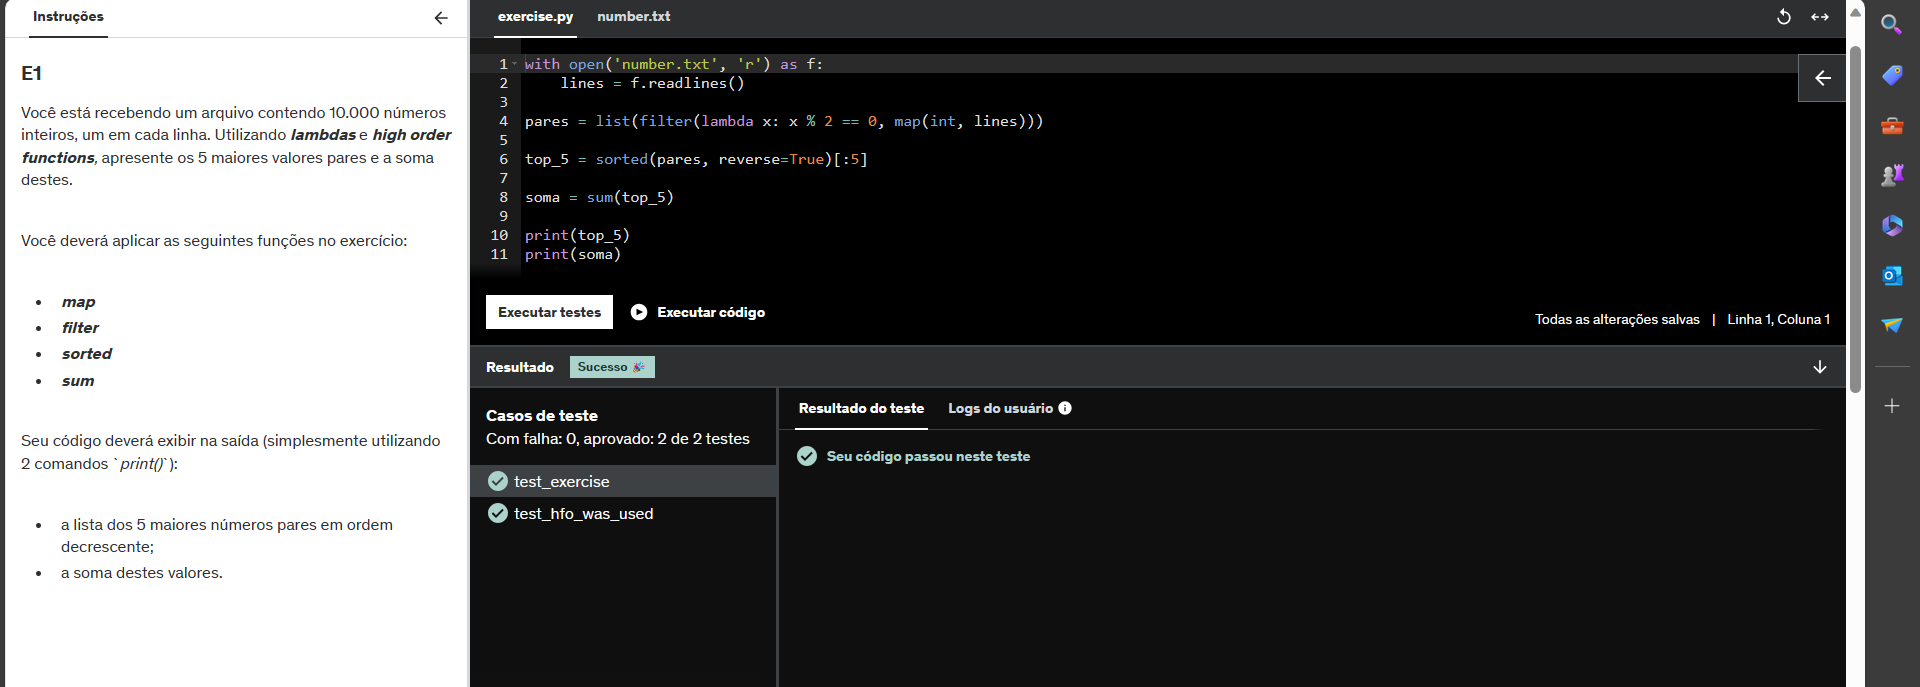 Instruções
E1
Você está recebendo um arquivo contendo 10.000 números
inteiros, um em cada linha. Utilizando lambdas e high order
functions, apresente os 5 maiores valores pares e a soma
destes.
Você deverá aplicar as seguintes funções no exercício:
• map
• filter
• sorted
• sum
Seu código deverá exibir na saída (simplesmente utilizando
2 comandos `print()`):
• a lista dos 5 maiores números pares em ordem
decrescente;
• a soma destes valores.
exercise.py number.txt
1 with open('number.txt', 'r') as f:
2     lines = f.readlines()
3
4 pares = list(filter(lambda x: x % 2 == 0, map(int, lines)))
5
6 top_5 = sorted(pares, reverse=True)[:5]
7
8 soma = sum(top_5)
9
10 print(top_5)
11 print(soma)
Executar testes Executar código
Todas as alterações salvas | Linha 1, Coluna 1
Resultado Sucesso 🎉
Casos de teste
Com falha: 0, aprovado: 2 de 2 testes
test_exercise
test_hfo_was_used
Resultado do teste Logs do usuário
Seu código passou neste teste